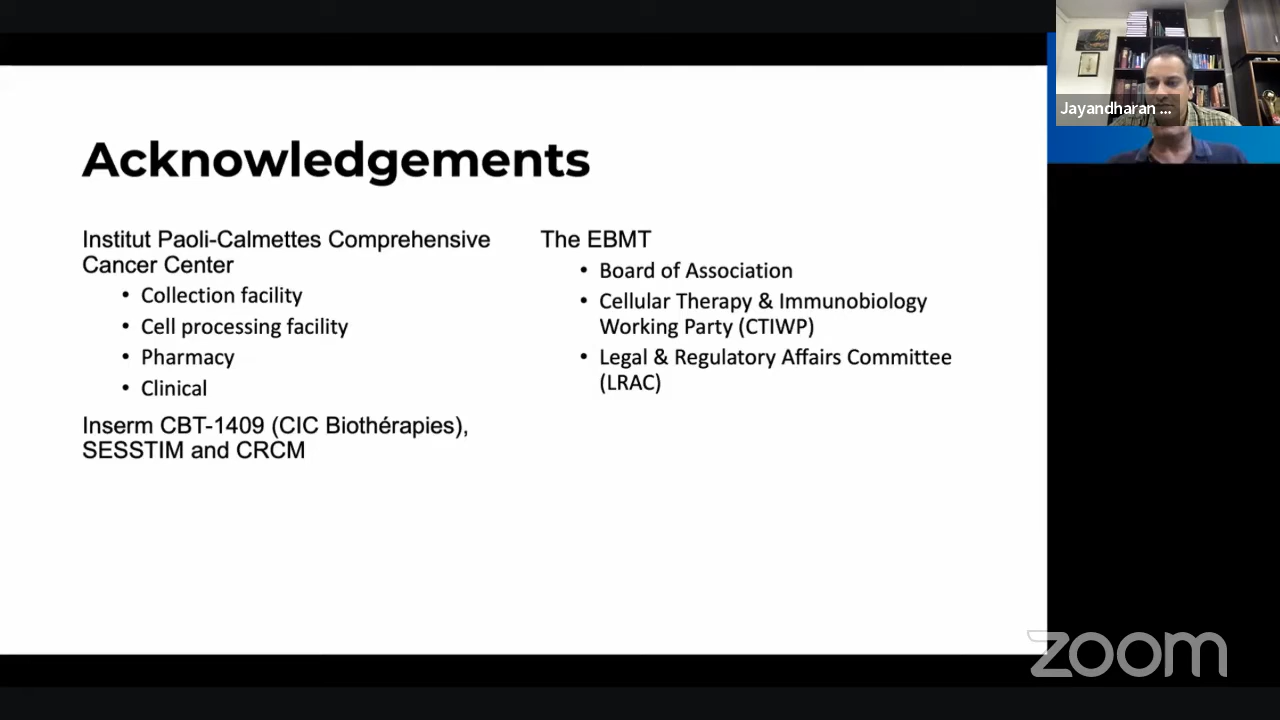 Acknowledgements
Institut Paoli-Calmettes Comprehensive
Cancer Center
• Collection facility
• Cell processing facility
• Pharmacy
• Clinical
Inserm CBT-1409 (CIC Biothérapies),
SESSTIM and CRCM
The EBMT
• Board of Association
• Cellular Therapy & Immunobiology
Working Party (CTIWP)
• Legal & Regulatory Affairs Committee
(LRAC)
Jayandharan ...
zoom